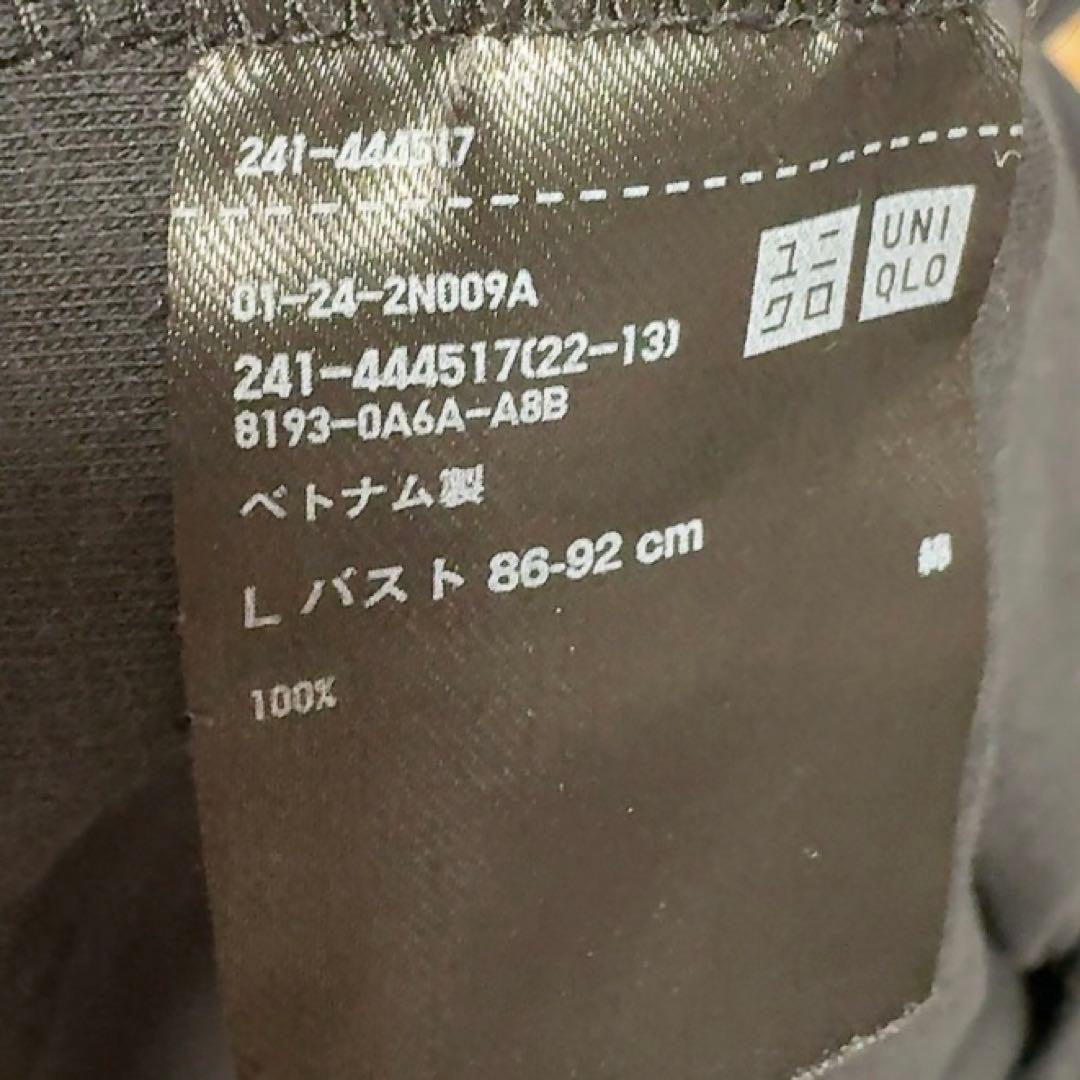 241-444517
ユニ
クロ
UNI
QLO
01-24-2N009A
241-444517(22-13)
8193-0A6A-A8B
ベトナム製
L バスト 86-92 cm
綿
100%